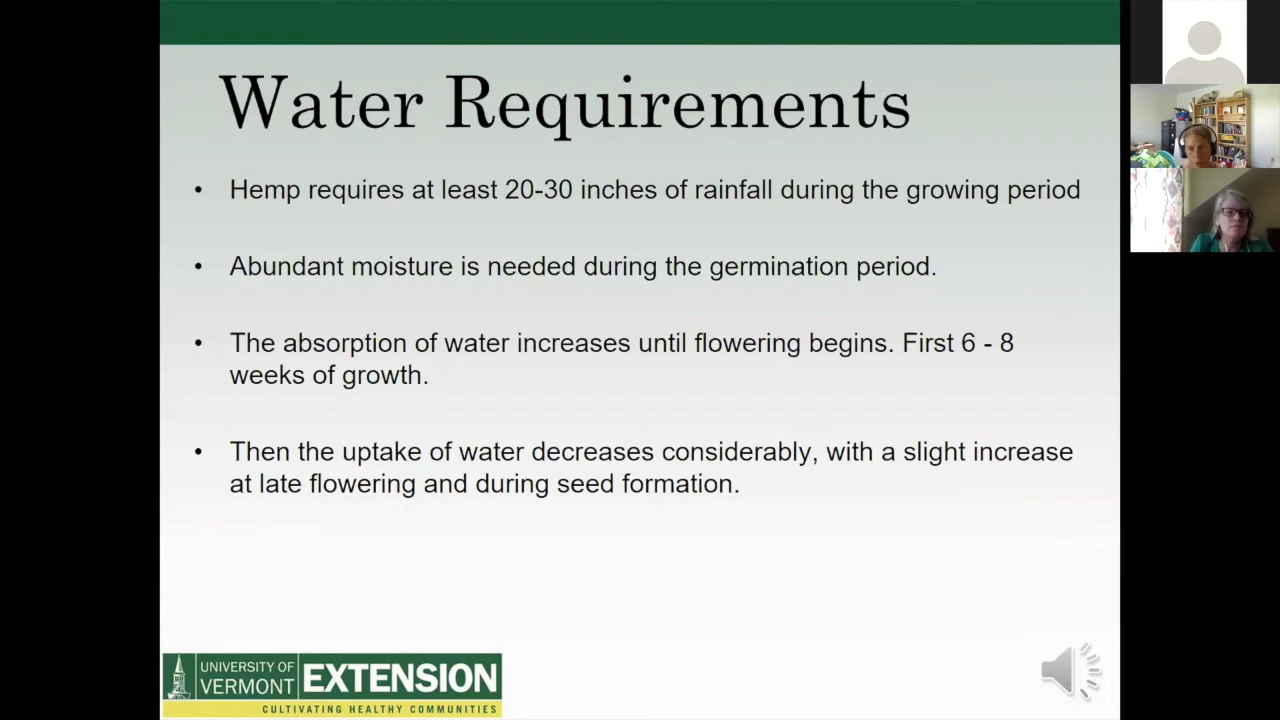 Water Requirements
• Hemp requires at least 20-30 inches of rainfall during the growing period
• Abundant moisture is needed during the germination period.
• The absorption of water increases until flowering begins. First 6 - 8
weeks of growth.
• Then the uptake of water decreases considerably, with a slight increase
at late flowering and during seed formation.
UNIVERSITY OF
VERMONT
EXTENSION
CULTIVATING HEALTHY COMMUNITIES